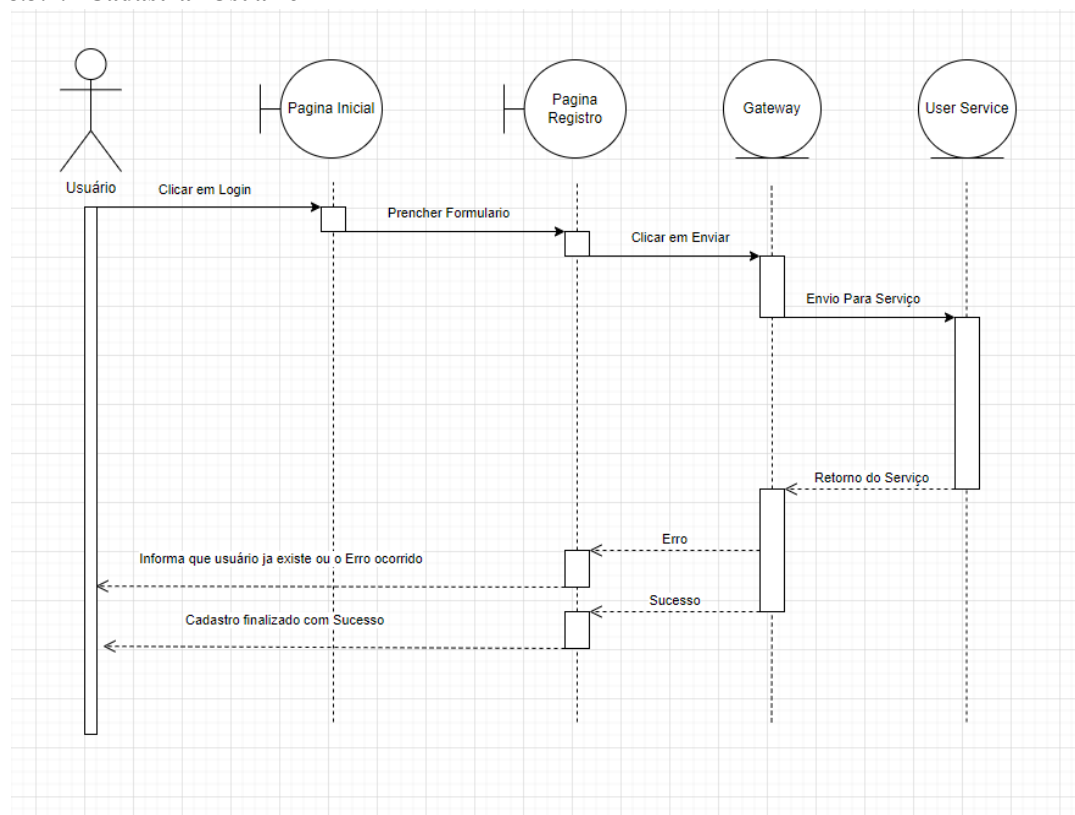 Pagina Inicial
Pagina
Registro
Gateway
User Service
Usuário
Clicar em Login
Prencher Formulario
Clicar em Enviar
Envio Para Serviço
Retorno do Serviço
Erro
Informa que usuário ja existe ou o Erro ocorrido
Sucesso
Cadastro finalizado com Sucesso